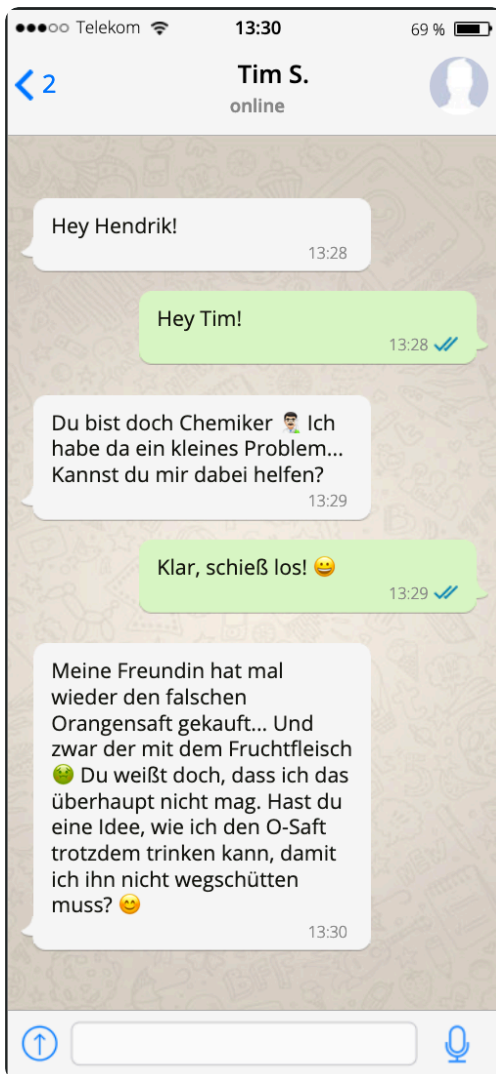 Telekom 13:30 69 %
2 Tim S.
online
Hey Hendrik!
13:28
Hey Tim!
13:28
Du bist doch Chemiker 👨🏻‍🔬 Ich
habe da ein kleines Problem...
Kannst du mir dabei helfen?
13:29
Klar, schieß los! 😀
13:29
Meine Freundin hat mal
wieder den falschen
Orangensaft gekauft... Und
zwar der mit dem Fruchtfleisch
🤢 Du weißt doch, dass ich das
überhaupt nicht mag. Hast du
eine Idee, wie ich den O-Saft
trotzdem trinken kann, damit
ich ihn nicht wegschütten
muss? 😊
13:30